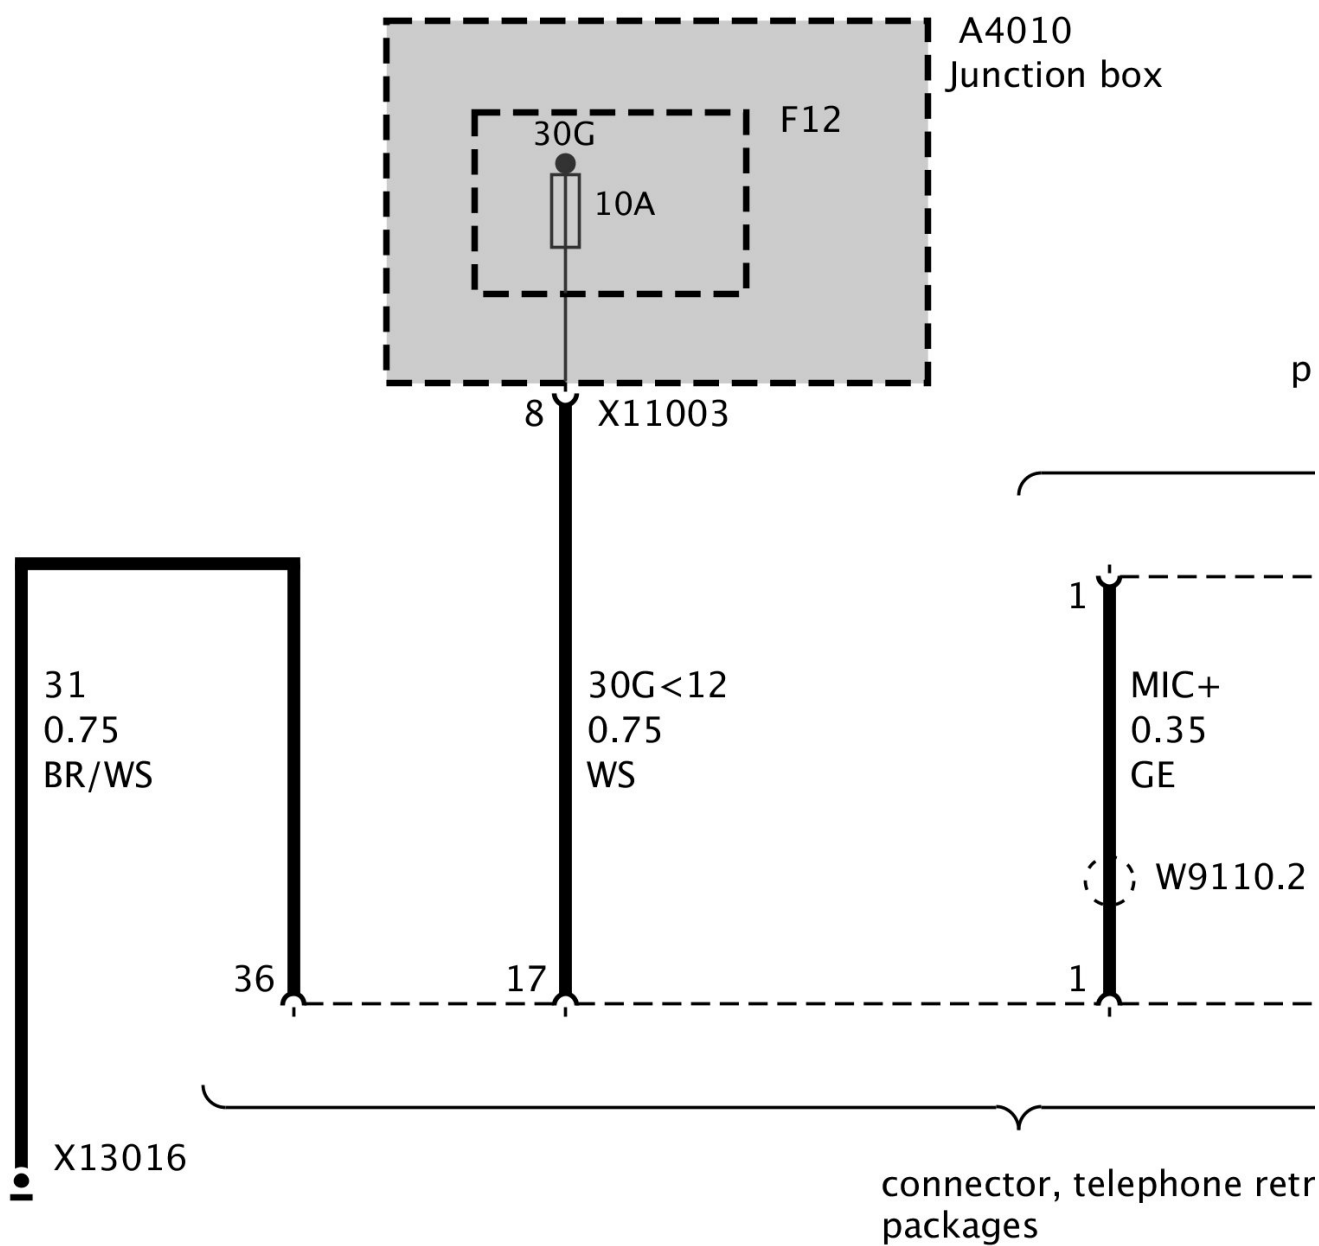 A4010
Junction box
F12
30G
10A
8 X11003
p
1
31
0.75
BR/WS
30G<12
0.75
WS
MIC+
0.35
GE
W9110.2
36
17
1
X13016
connector, telephone retr
packages